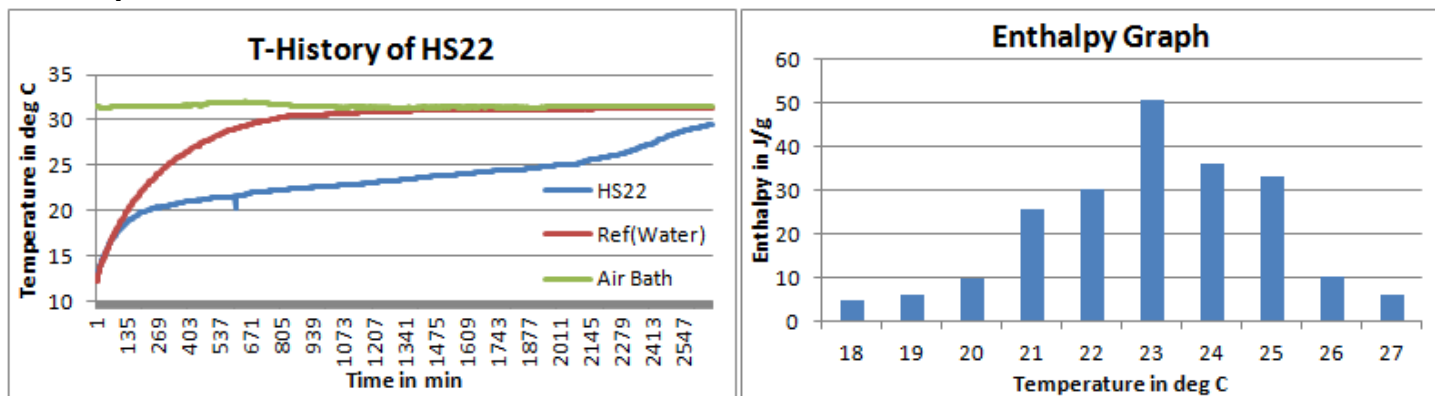 T-History of HS22
Temperature in deg C
35
30
25
20
15
10
HS22
Ref(Water)
Air Bath
1 135 269 403 537 671 805 939 1073 1207 1341 1475 1609 1743 1877 2011 2145 2279 2413 2547
Time in min
Enthalpy Graph
Enthalpy in J/g
60
50
40
30
20
10
0
18 19 20 21 22 23 24 25 26 27
Temperature in deg C